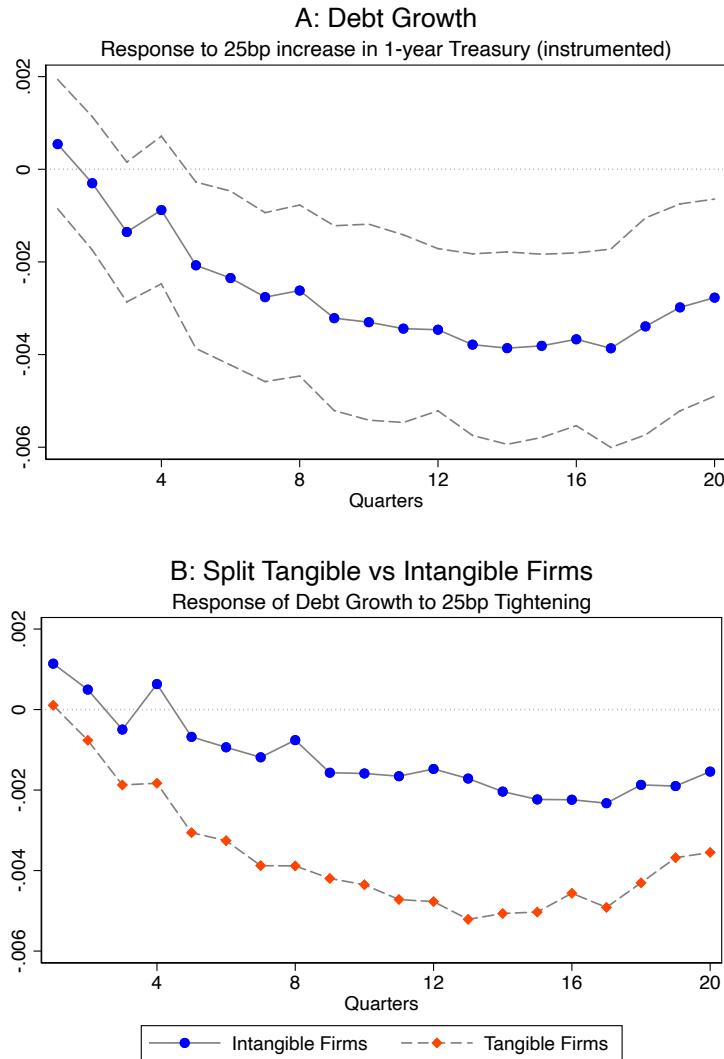 A: Debt Growth
Response to 25bp increase in 1-year Treasury (instrumented)
.002
0
-.002
-.004
-.006
4 8 12 16 20
Quarters
B: Split Tangible vs Intangible Firms
Response of Debt Growth to 25bp Tightening
.002
0
-.002
-.004
-.006
4 8 12 16 20
Quarters
Intangible Firms Tangible Firms